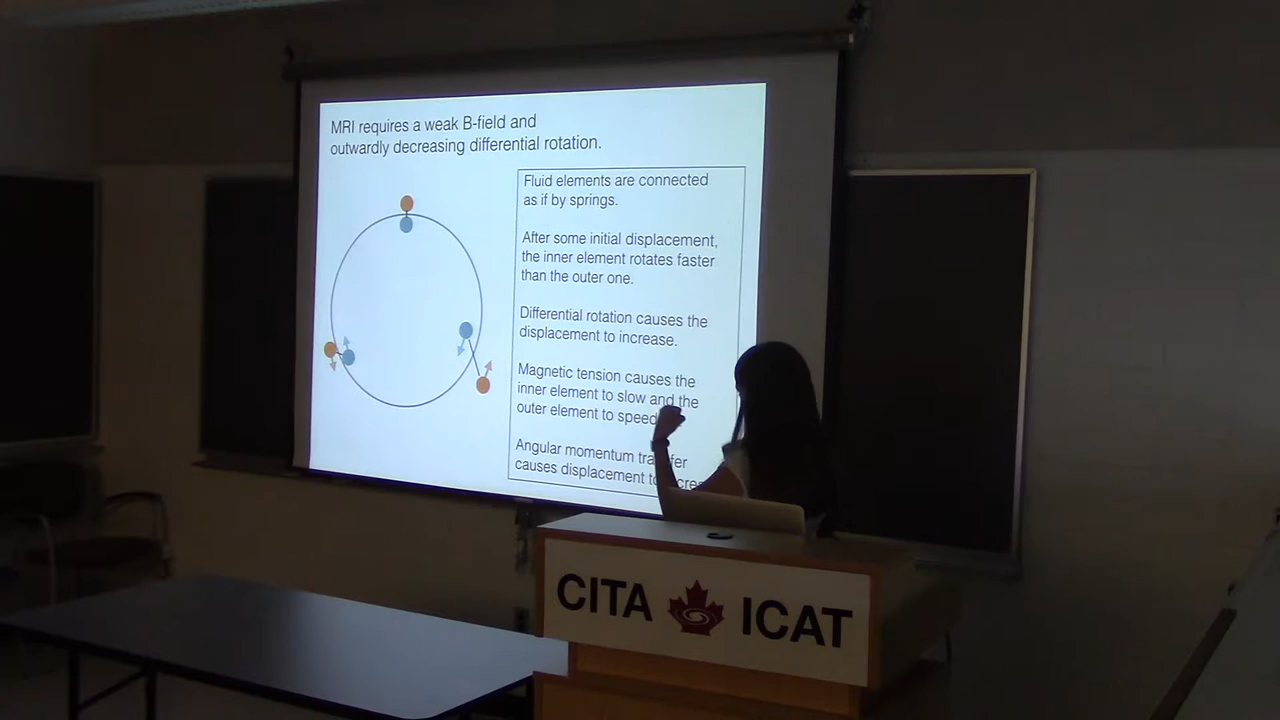 MRI requires a weak B-field and
outwardly decreasing differential rotation.
Fluid elements are connected
as if by springs.
After some initial displacement,
the inner element rotates faster
than the outer one.
Differential rotation causes the
displacement to increase.
Magnetic tension causes the
inner element to slow and the
outer element to speed
Angular momentum
causes displacement
CITA ICAT